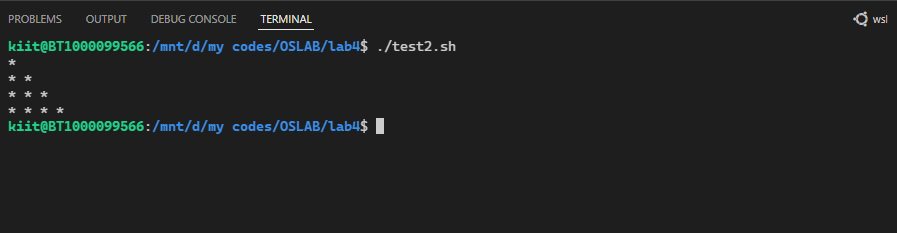 PROBLEMS OUTPUT DEBUG CONSOLE TERMINAL wsl
kiit@BT1000099566:/mnt/d/my codes/OSLAB/lab4$ ./test2.sh
*
* *
* * *
* * * *
kiit@BT1000099566:/mnt/d/my codes/OSLAB/lab4$